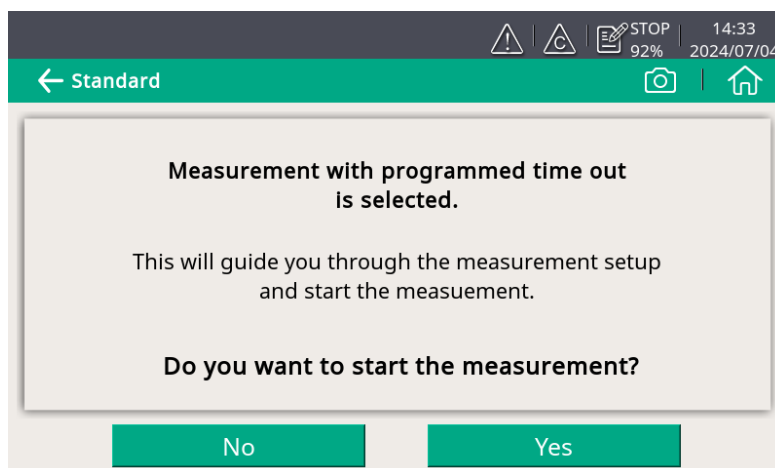 STOP 14:33
92% 2024/07/04
Standard
Measurement with programmed time out
is selected.
This will guide you through the measurement setup
and start the measuement.
Do you want to start the measurement?
No Yes